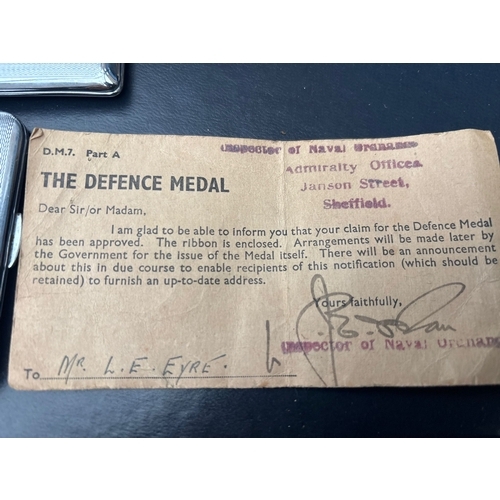 D.M.7. Part A
Inspector of Naval Ordnance
Admiralty Offices
Janson Street,
Sheffield.
THE DEFENCE MEDAL
Dear Sir/or Madam,
I am glad to be able to inform you that your claim for the Defence Medal
has been approved. The ribbon is enclosed. Arrangements will be made later by
the Government for the issue of the Medal itself. There will be an announcement
about this in due course to enable recipients of this notification (which should be
retained) to furnish an up-to-date address.
Yours faithfully,
Inspector of Naval Ordnan
To MR. L. E. EYRE.